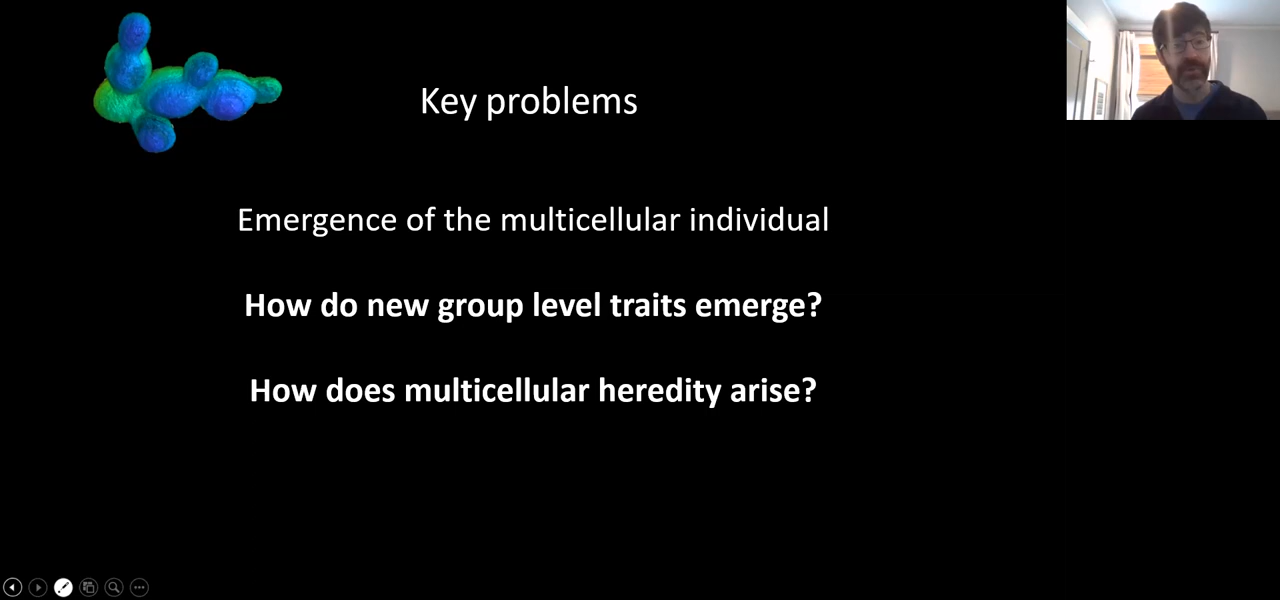 Key problems
Emergence of the multicellular individual
How do new group level traits emerge?
How does multicellular heredity arise?